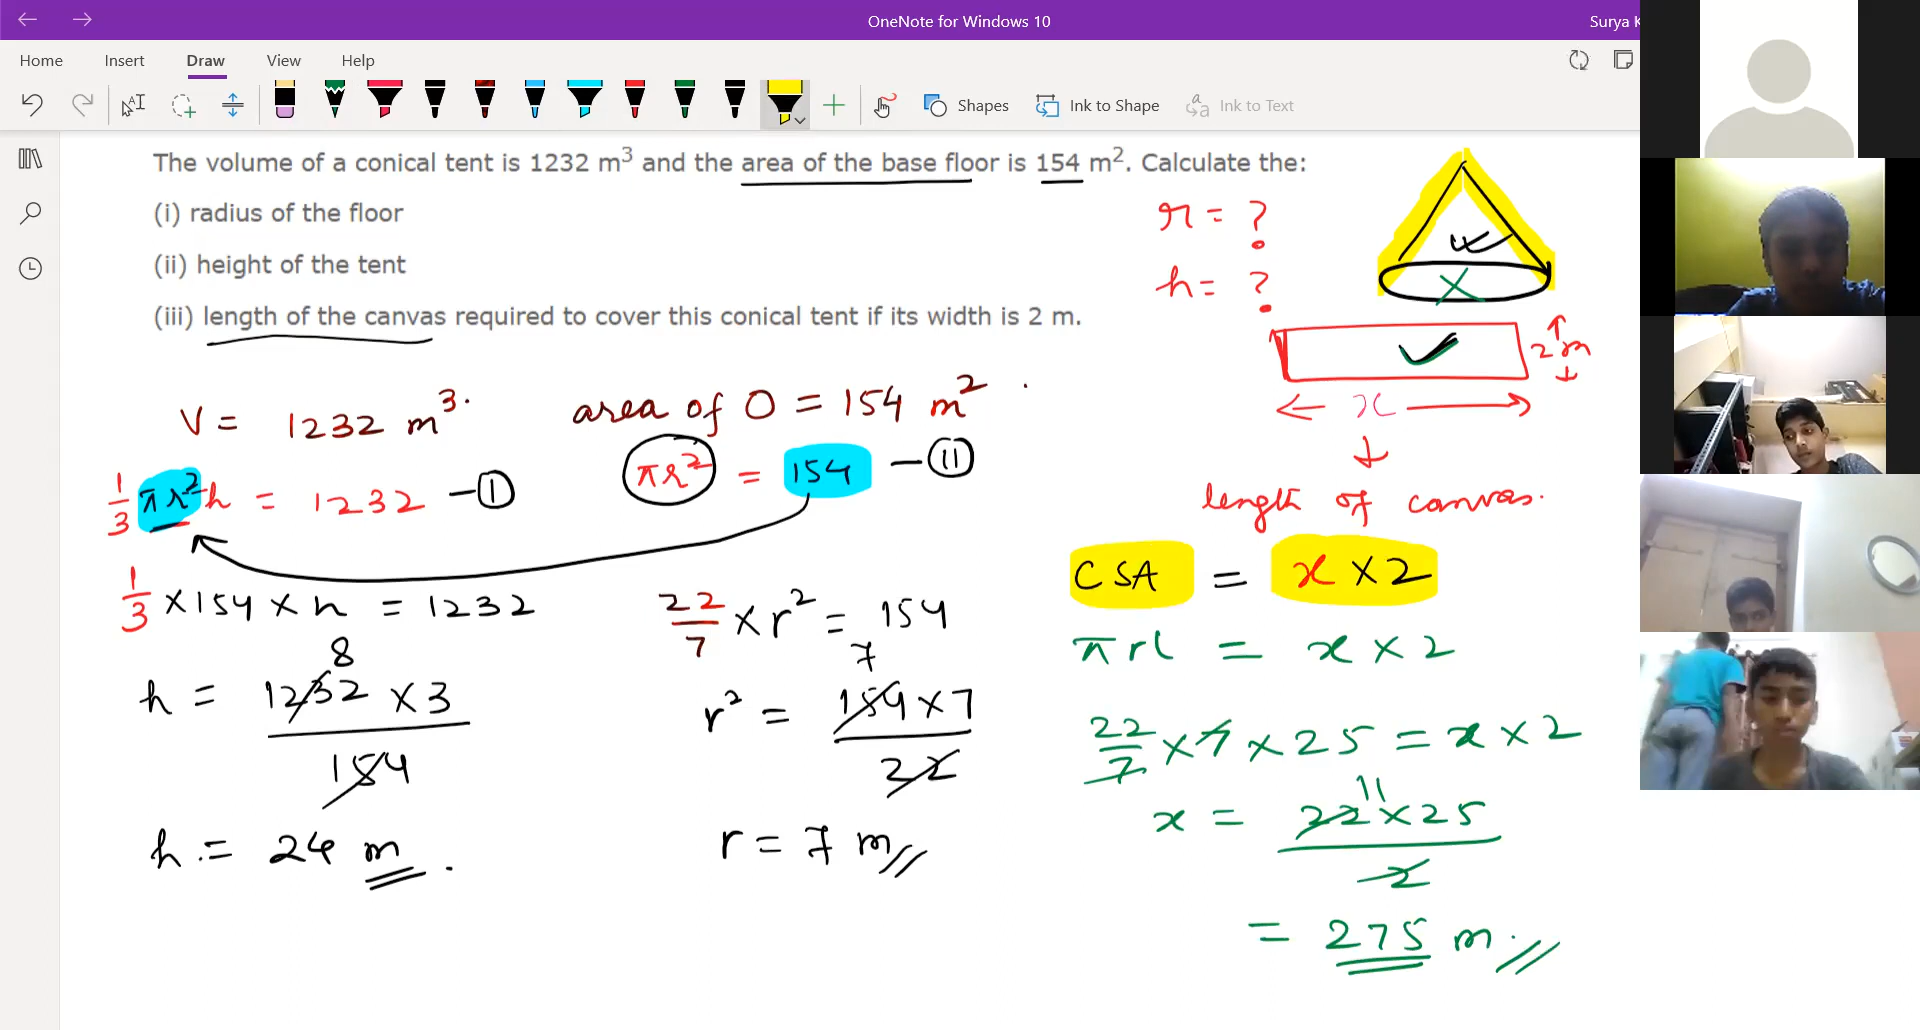 OneNote for Windows 10
Surya K
Home Insert Draw View Help
Shapes Ink to Shape Ink to Text
The volume of a conical tent is 1232 m³ and the area of the base floor is 154 m². Calculate the:
(i) radius of the floor
(ii) height of the tent
(iii) length of the canvas required to cover this conical tent if its width is 2 m.
r = ?
h = ?
2 m
x
length of canvas.
V = 1232 m³.
area of O = 154 m²
1/3 πr²h = 1232 — I
πr² = 154 — II
1/3 × 154 × h = 1232
8
h = 1232 × 3
154
h = 24 m.
22/7 × r² = 154
7
r² = 154 × 7
22
r = 7 m
CSA = x × 2
πrl = x × 2
22/7 × 7 × 25 = x × 2
11
x = 22 × 25
2
= 275 m.